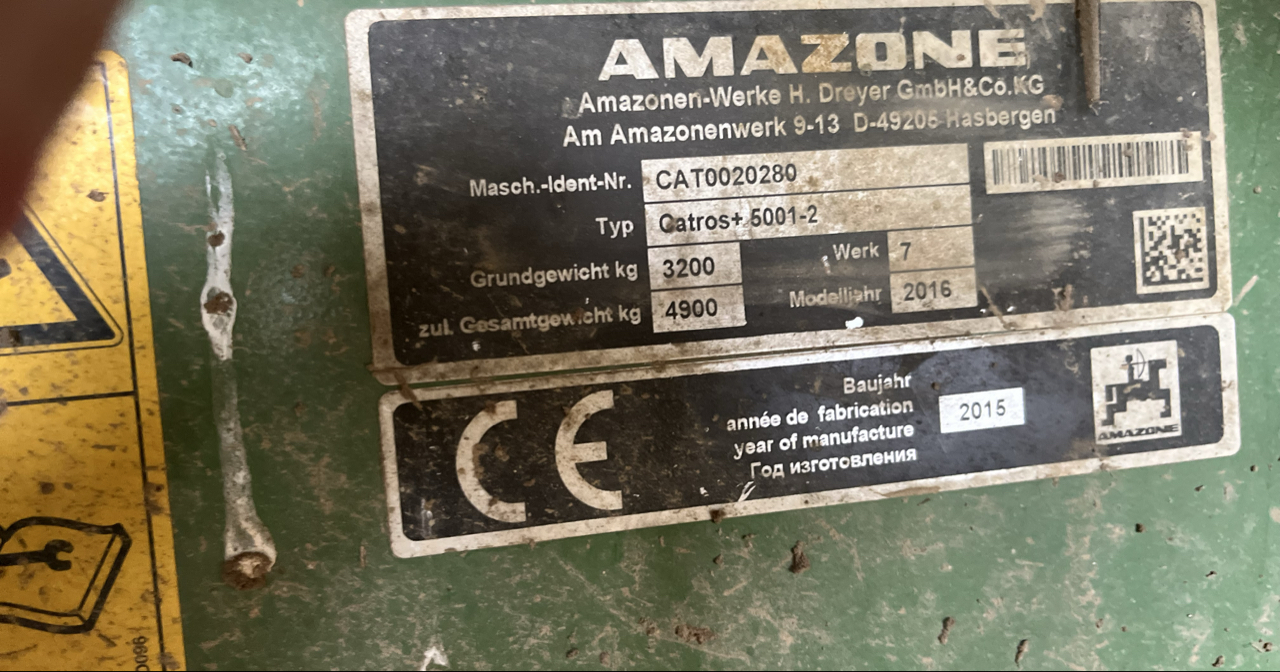 AMAZONE
Amazonen-Werke H. Dreyer GmbH&Co.KG
Am Amazonenwerk 9-13 D-49205 Hasbergen
Masch.-Ident-Nr. CAT0020280
Typ Catros+ 5001-2
Grundgewicht kg 3200 Werk 7
zul. Gesamtgewicht kg 4900 Modelljahr 2016
CE
Baujahr
année de fabrication
year of manufacture
Год изготовления
2015
AMAZONE